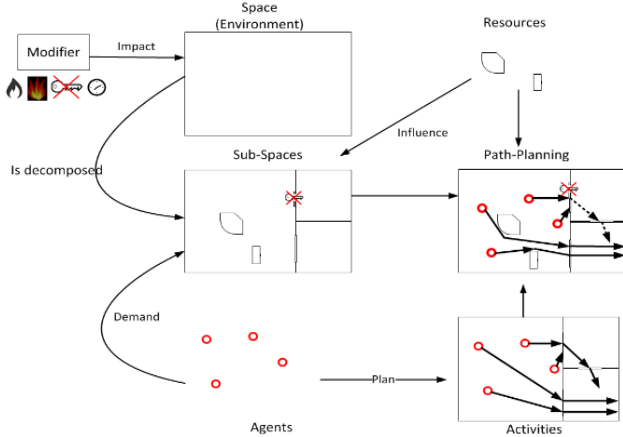 Space
(Environment)
Resources
Modifier
Impact
Influence
Is decomposed
Sub-Spaces
Path-Planning
Demand
Plan
Agents
Activities